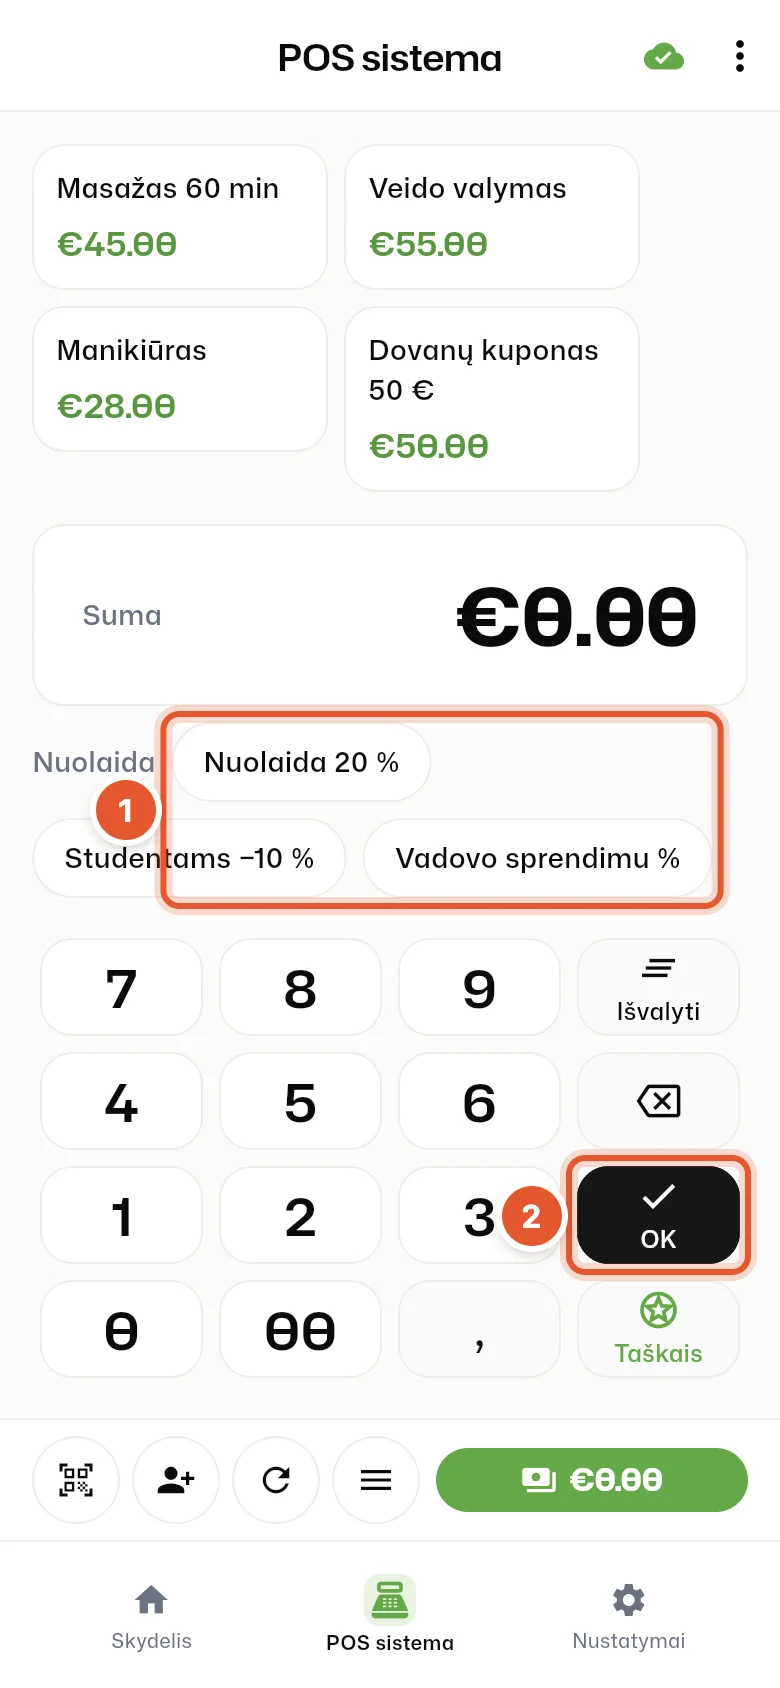 POS sistema
Masažas 60 min
€45.00
Veido valymas
€55.00
Manikiūras
€28.00
Dovanų kuponas
50 €
€50.00
Suma
€0.00
Nuolaida
Nuolaida 20 %
1
Studentams −10 %
Vadovo sprendimu %
7
8
9
Išvalyti
4
5
6
1
2
3
2
OK
0
00
,
Taškais
€0.00
Skydelis
POS sistema
Nustatymai